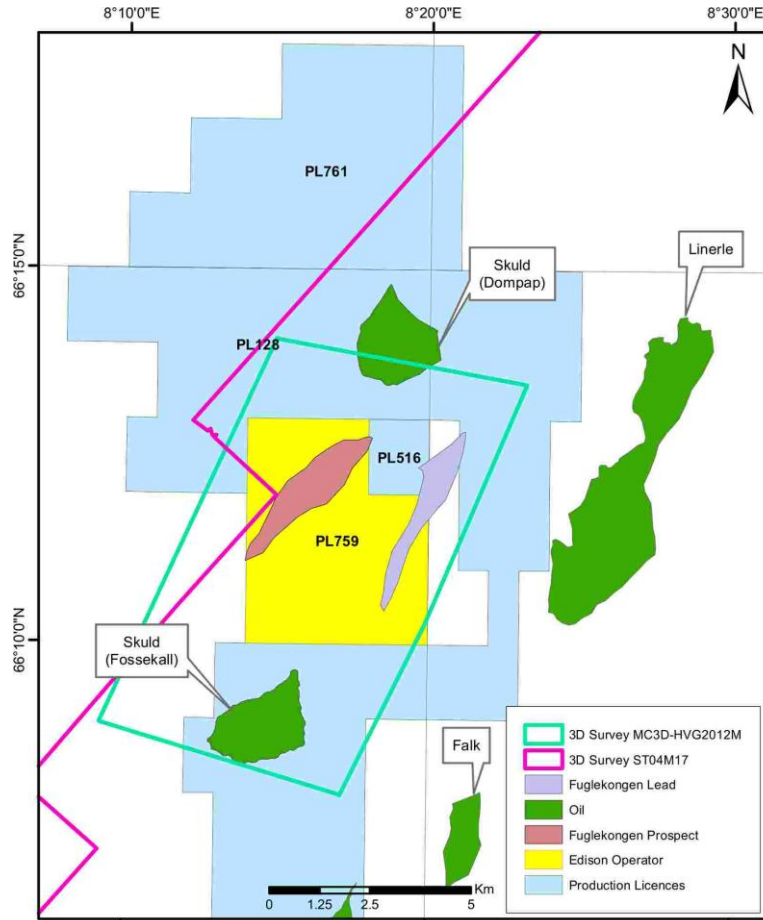 8°10'0"E
8°20'0"E
8°30'0"E
N
PL761
66°15'0"N
Skuld
(Dompap)
Linerle
PL128
PL516
PL759
66°10'0"N
Skuld
(Fossekall)
Falk
3D Survey MC3D-HVG2012M
3D Survey ST04M17
Fuglekongen Lead
Oil
Fuglekongen Prospect
Edison Operator
Production Licences
Km
0 1.25 2.5 5